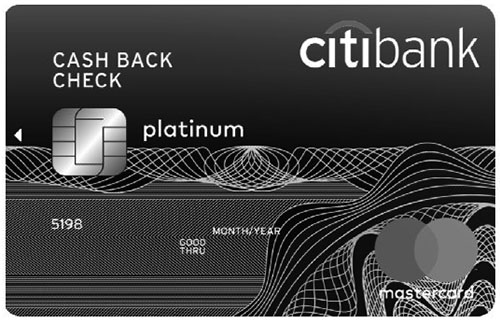 citibank
CASH BACK
CHECK
platinum
5198
MONTH/YEAR
GOOD
THRU
mastercard